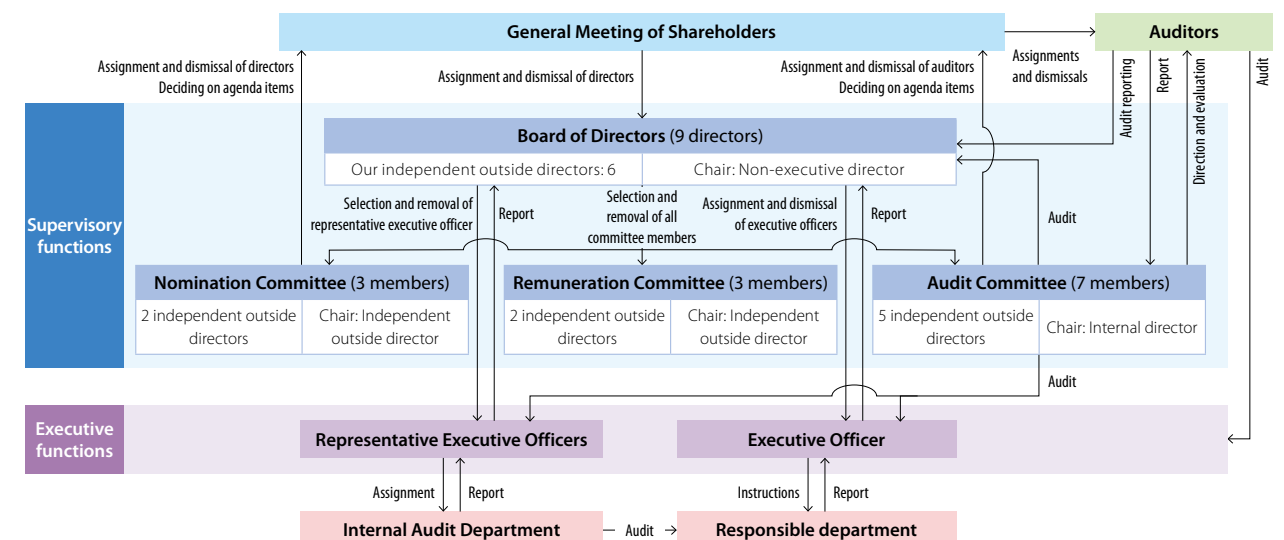 General Meeting of Shareholders
Auditors
Assignment and dismissal of directors
Deciding on agenda items
Assignment and dismissal of directors
Assignment and dismissal of auditors
Deciding on agenda items
Assignments
and dismissals
Audit reporting
Report
Direction and evaluation
Audit
Supervisory
functions
Board of Directors (9 directors)
Our independent outside directors: 6
Chair: Non-executive director
Selection and removal of
representative executive officer
Report
Selection and
removal of all
committee members
Assignment and dismissal
of executive officers
Report
Audit
Nomination Committee (3 members)
2 independent outside
directors
Chair: Independent
outside director
Remuneration Committee (3 members)
2 independent outside
directors
Chair: Independent
outside director
Audit Committee (7 members)
5 independent outside
directors
Chair: Internal director
Audit
Executive
functions
Representative Executive Officers
Executive Officer
Assignment
Report
Instructions
Report
Internal Audit Department
Audit
Responsible department